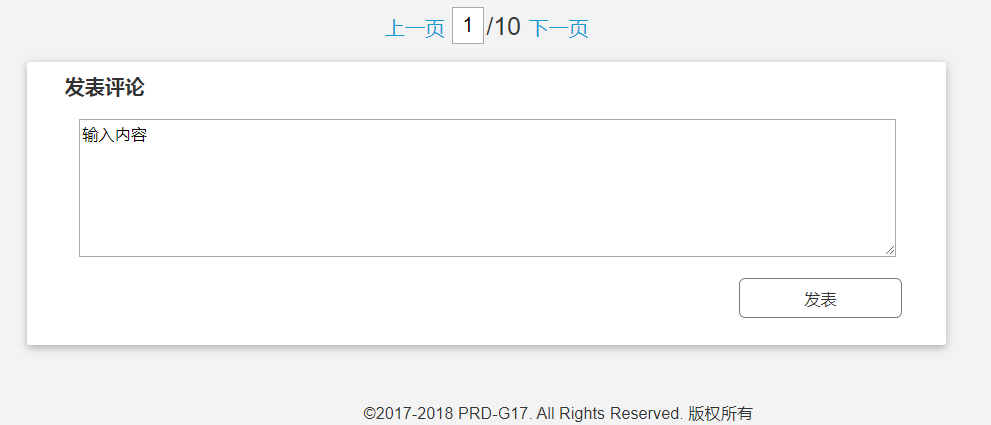 上一页 1 /10 下一页
发表评论
输入内容
发表
©2017-2018 PRD-G17. All Rights Reserved. 版权所有